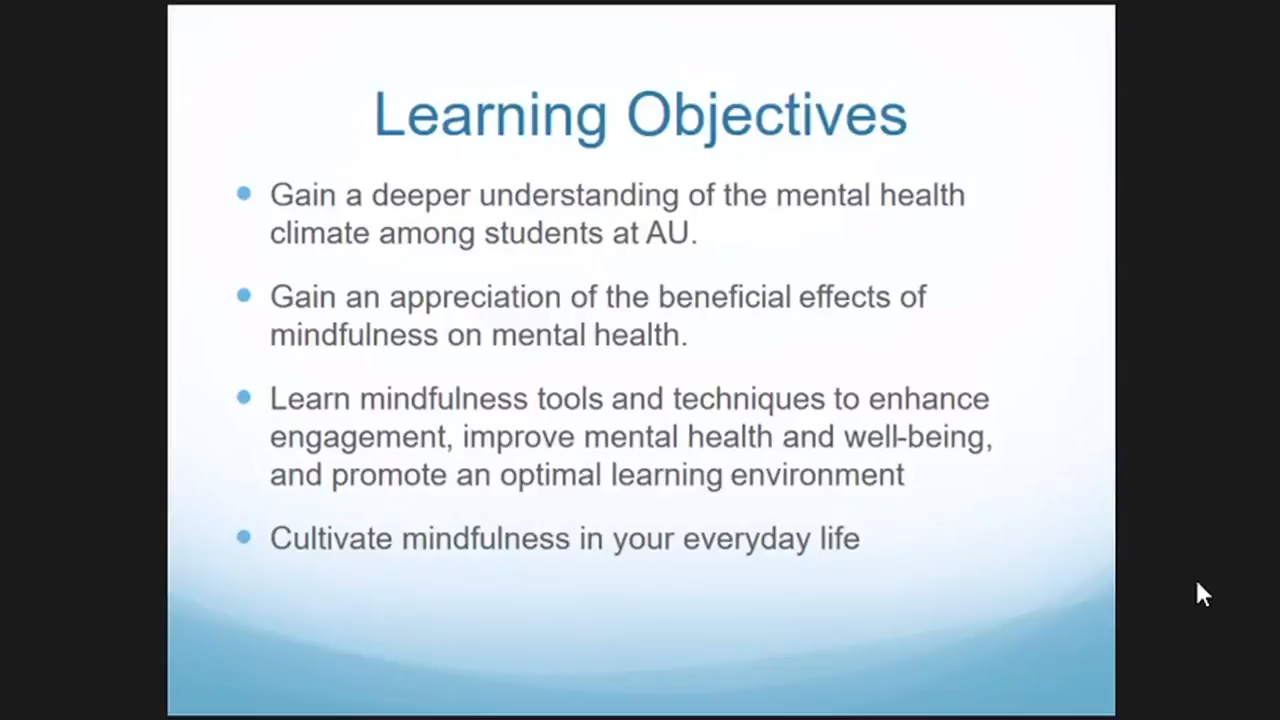 Learning Objectives
Gain a deeper understanding of the mental health
climate among students at AU.
Gain an appreciation of the beneficial effects of
mindfulness on mental health.
Learn mindfulness tools and techniques to enhance
engagement, improve mental health and well-being,
and promote an optimal learning environment
Cultivate mindfulness in your everyday life